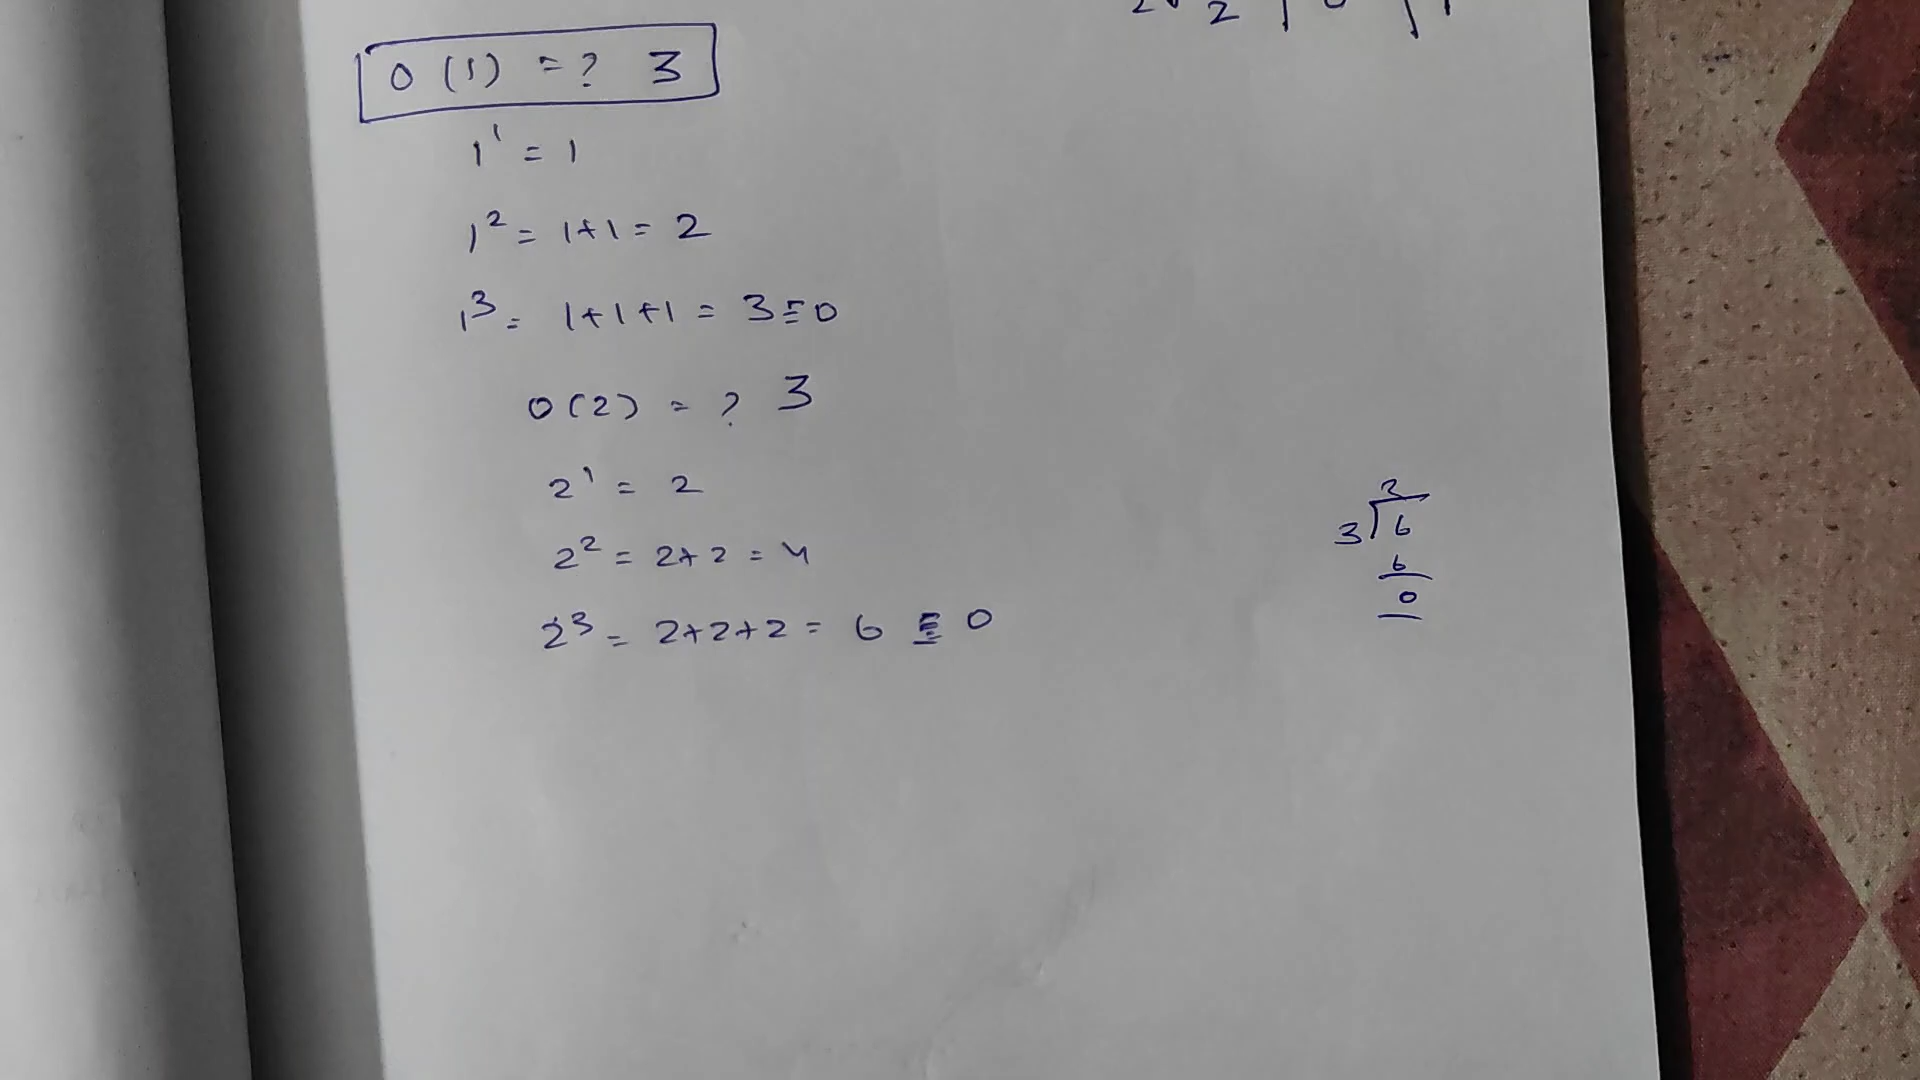 O (1) = ? 3
1¹ = 1
1² = 1+1 = 2
1³ = 1+1+1 = 3 ≡ 0
O(2) = ? 3
2¹ = 2
2² = 2+2 = 4
2³ = 2+2+2 = 6 ≡ 0
2
3 6
6
0